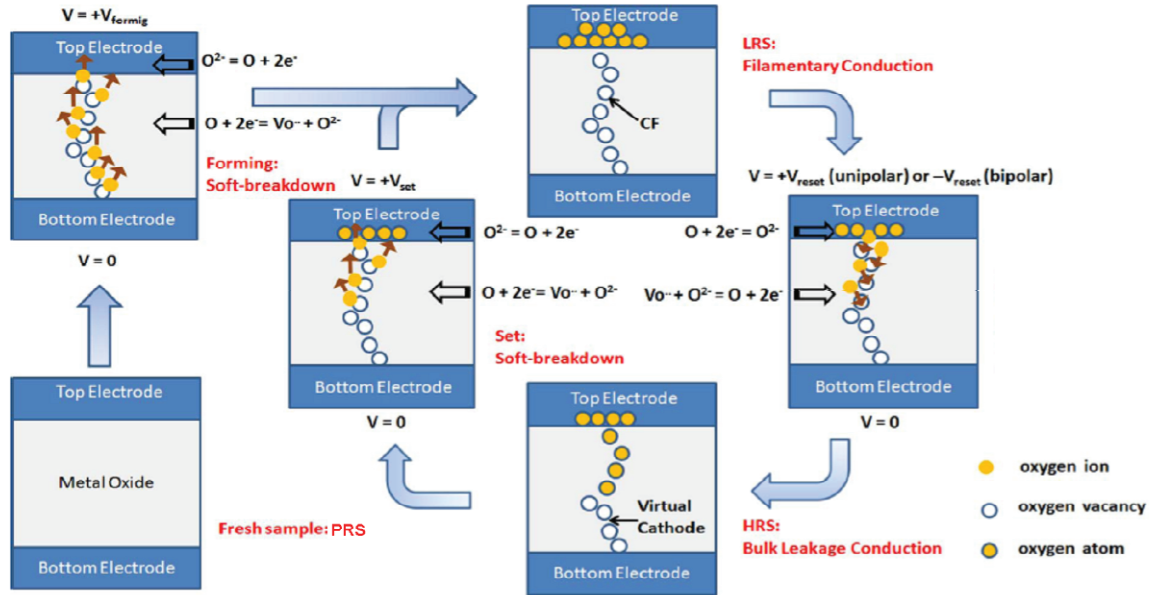 V = +Vformig
Top Electrode
O²⁻ = O + 2e⁻
O + 2e⁻= Vo·· + O²⁻
Forming:
Soft-breakdown
Bottom Electrode
V = 0
Top Electrode
Metal Oxide
Bottom Electrode
Fresh sample: PRS
V = +Vset
Top Electrode
O²⁻ = O + 2e⁻
O + 2e⁻= Vo·· + O²⁻
Set:
Soft-breakdown
Bottom Electrode
V = 0
Top Electrode
CF
Bottom Electrode
LRS:
Filamentary Conduction
V = +Vreset (unipolar) or –Vreset (bipolar)
Top Electrode
O + 2e⁻= O²⁻
Vo·· + O²⁻ = O + 2e⁻
Bottom Electrode
V = 0
Top Electrode
Virtual
Cathode
Bottom Electrode
HRS:
Bulk Leakage Conduction
oxygen ion
oxygen vacancy
oxygen atom